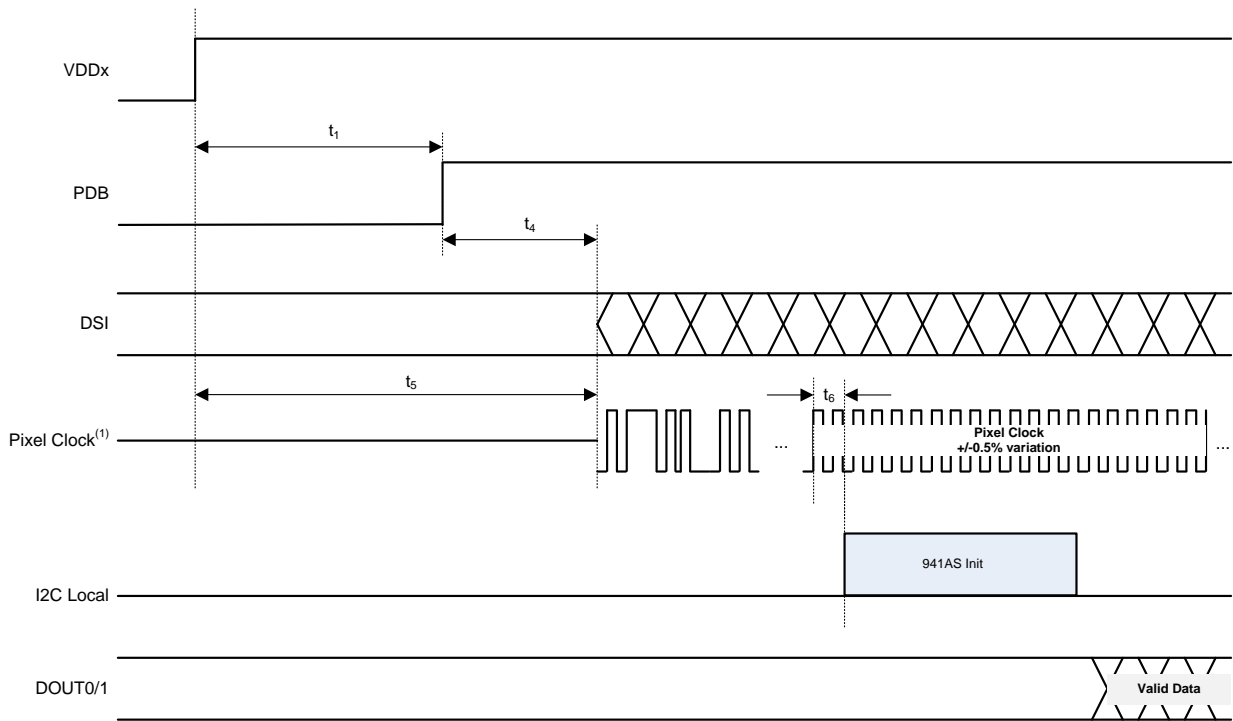 VDDx
t1
PDB
t4
DSI
t5
t6
Pixel Clock(1)
...
Pixel Clock
+/-0.5% variation
...
941AS Init
I2C Local
DOUT0/1
Valid Data